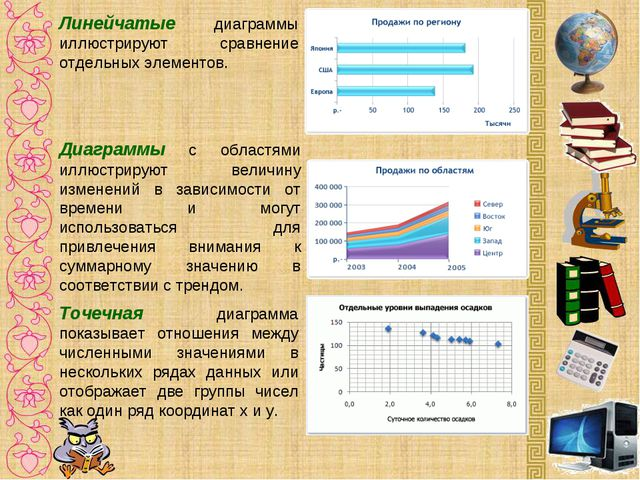 Линейчатые диаграммы
иллюстрируют сравнение
отдельных элементов.
Продажи по региону
Япония
США
Европа
р.- 50 100 150 200 250
Тысячи
Диаграммы с областями
иллюстрируют величину
изменений в зависимости от
времени и могут
использоваться для
привлечения внимания к
суммарному значению в
соответствии с трендом.
Продажи по областям
400 000
300 000
200 000
100 000
р.-
2003 2004 2005
Север
Восток
Юг
Запад
Центр
Точечная диаграмма
показывает отношения между
численными значениями в
нескольких рядах данных или
отображает две группы чисел
как один ряд координат x и y.
Отдельные уровни выпадения осадков
Частицы
150
100
50
0
0,0 2,0 4,0 6,0 8,0
Суточное количество осадков